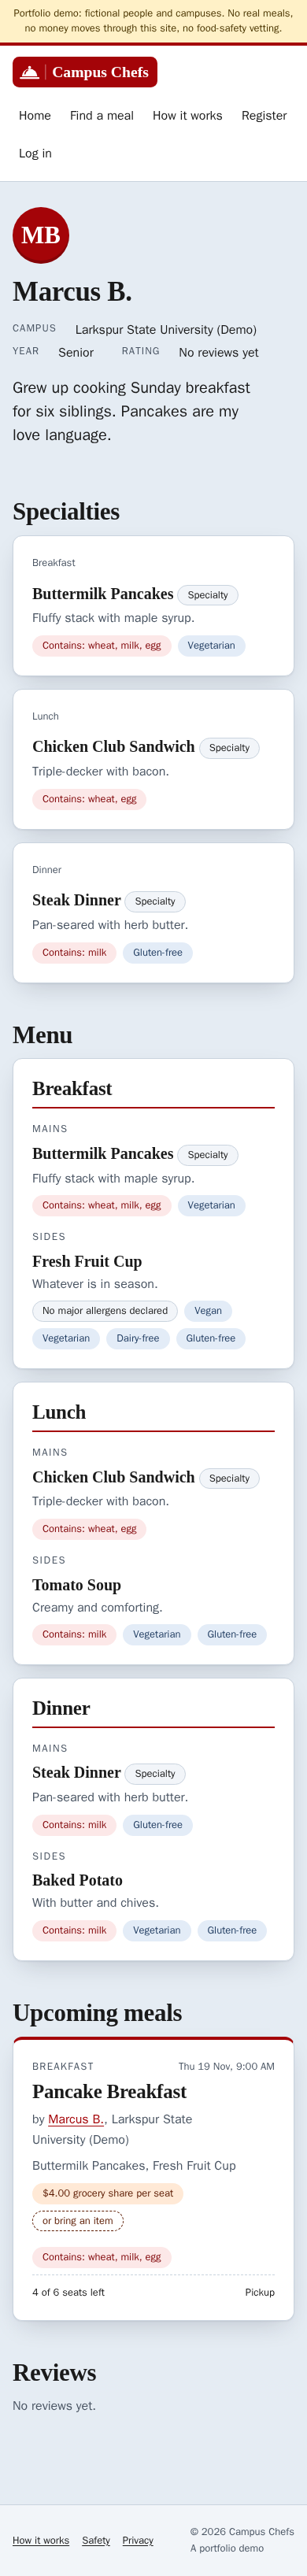 Portfolio demo: fictional people and campuses. No real meals,
no money moves through this site, no food-safety vetting.
Campus Chefs
Home Find a meal How it works Register
Log in
MB
Marcus B.
CAMPUS Larkspur State University (Demo)
YEAR Senior RATING No reviews yet
Grew up cooking Sunday breakfast
for six siblings. Pancakes are my
love language.
Specialties
Breakfast
Buttermilk Pancakes Specialty
Fluffy stack with maple syrup.
Contains: wheat, milk, egg Vegetarian
Lunch
Chicken Club Sandwich Specialty
Triple-decker with bacon.
Contains: wheat, egg
Dinner
Steak Dinner Specialty
Pan-seared with herb butter.
Contains: milk Gluten-free
Menu
Breakfast
MAINS
Buttermilk Pancakes Specialty
Fluffy stack with maple syrup.
Contains: wheat, milk, egg Vegetarian
SIDES
Fresh Fruit Cup
Whatever is in season.
No major allergens declared Vegan
Vegetarian Dairy-free Gluten-free
Lunch
MAINS
Chicken Club Sandwich Specialty
Triple-decker with bacon.
Contains: wheat, egg
SIDES
Tomato Soup
Creamy and comforting.
Contains: milk Vegetarian Gluten-free
Dinner
MAINS
Steak Dinner Specialty
Pan-seared with herb butter.
Contains: milk Gluten-free
SIDES
Baked Potato
With butter and chives.
Contains: milk Vegetarian Gluten-free
Upcoming meals
BREAKFAST Thu 19 Nov, 9:00 AM
Pancake Breakfast
by Marcus B., Larkspur State
University (Demo)
Buttermilk Pancakes, Fresh Fruit Cup
$4.00 grocery share per seat
or bring an item
Contains: wheat, milk, egg
4 of 6 seats left Pickup
Reviews
No reviews yet.
How it works Safety Privacy
© 2026 Campus Chefs
A portfolio demo